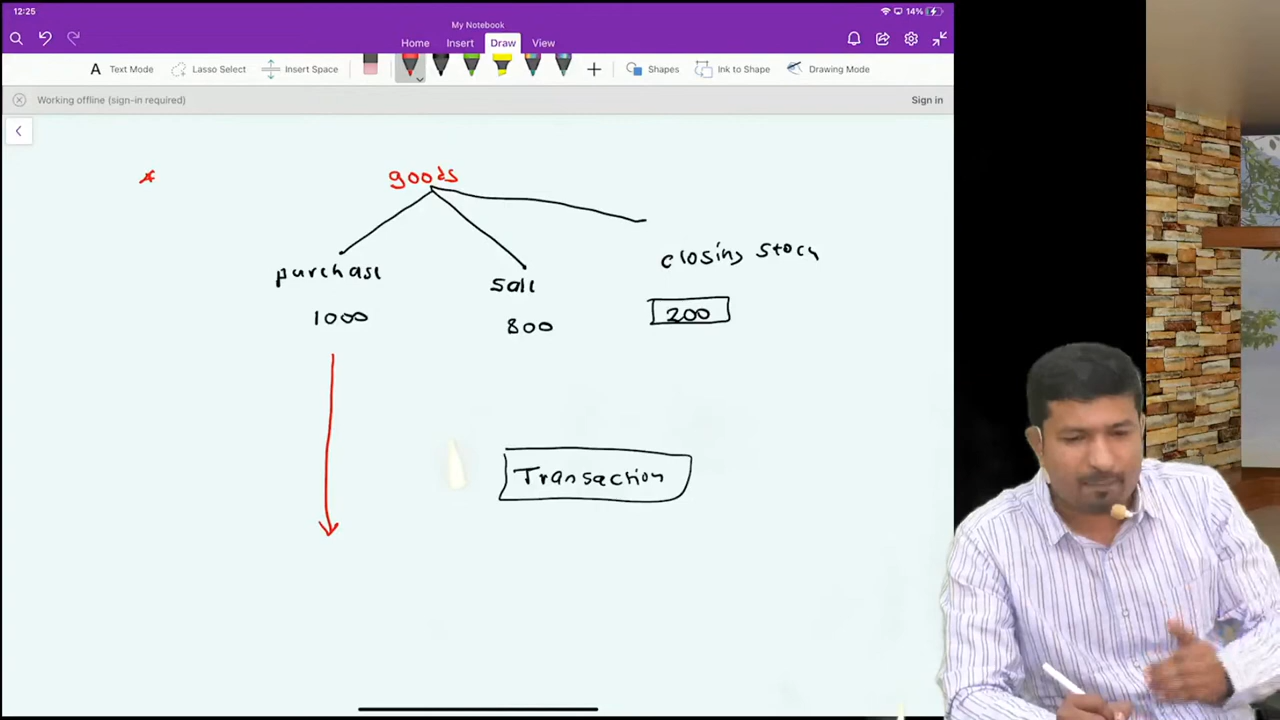 12:25
14%
My Notebook
Home Insert Draw View
Text Mode Lasso Select Insert Space Shapes Ink to Shape Drawing Mode
Working offline (sign-in required) Sign in
goods
purchase sale closing stock
1000 800 200
Transaction